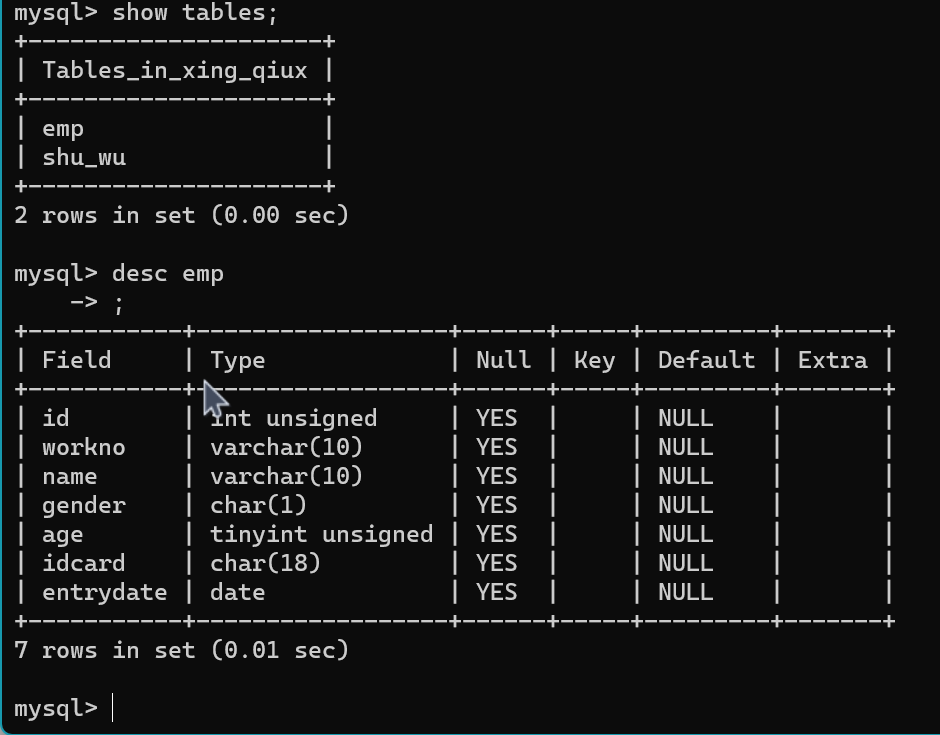 mysql> show tables;
+----------------------+
| Tables_in_xing_qiux |
+----------------------+
| emp                 |
| shu_wu              |
+----------------------+
2 rows in set (0.00 sec)
mysql> desc emp
    -> ;
+-----------+------------------+------+-----+---------+-------+
| Field     | Type             | Null | Key | Default | Extra |
+-----------+------------------+------+-----+---------+-------+
| id        | int unsigned     | YES  |     | NULL    |       |
| workno    | varchar(10)      | YES  |     | NULL    |       |
| name      | varchar(10)      | YES  |     | NULL    |       |
| gender    | char(1)          | YES  |     | NULL    |       |
| age       | tinyint unsigned | YES  |     | NULL    |       |
| idcard    | char(18)         | YES  |     | NULL    |       |
| entrydate | date             | YES  |     | NULL    |       |
+-----------+------------------+------+-----+---------+-------+
7 rows in set (0.01 sec)
mysql>